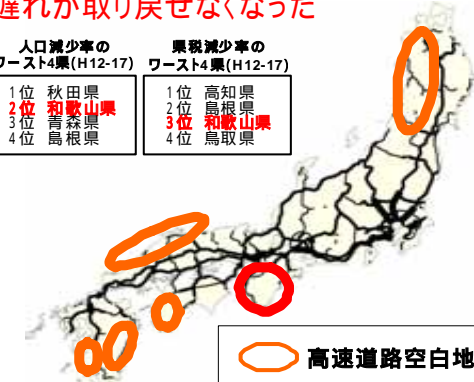 遅れが取り戻せなくなった
人口減少率の
ワースト4県(H12-17)
1位 秋田県
2位 和歌山県
3位 青森県
4位 島根県
県税減少率の
ワースト4県(H12-17)
1位 高知県
2位 島根県
3位 和歌山県
4位 鳥取県
高速道路空白地